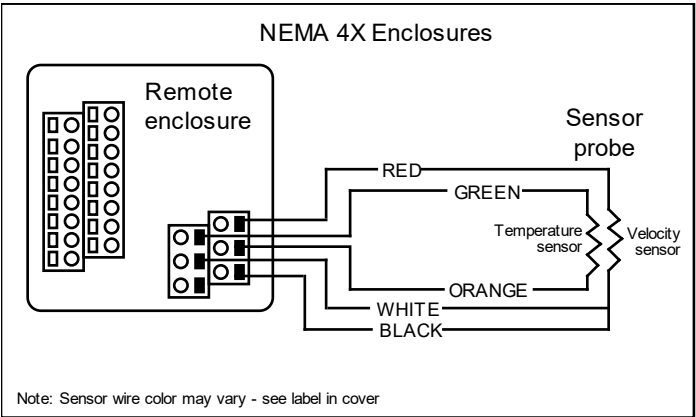 NEMA 4X Enclosures
Remote
enclosure
Sensor
probe
RED
GREEN
Temperature
sensor
Velocity
sensor
ORANGE
WHITE
BLACK
Note: Sensor wire color may vary - see label in cover